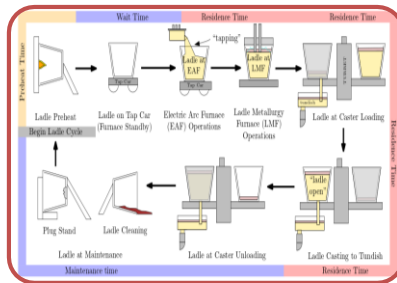 Wait Time
Residence Time
Residence Time
Preheat Time
"tapping"
Ladle at
EAF
Ladle at
LMF
Tap Car
Tap Car
Ladle Preheat
Begin Ladle Cycle
Ladle on Tap Car
(Furnace Standby)
Electric Arc Furnace
(EAF) Operations
Ladle Metallurgy
Furnace (LMF)
Operations
Ladle at Caster Loading
Residence Time
"ladle
open"
Plug Stand
Ladle Cleaning
Ladle at Maintenance
Ladle at Caster Unloading
Ladle Casting to Tundish
Maintenance time
Residence Time